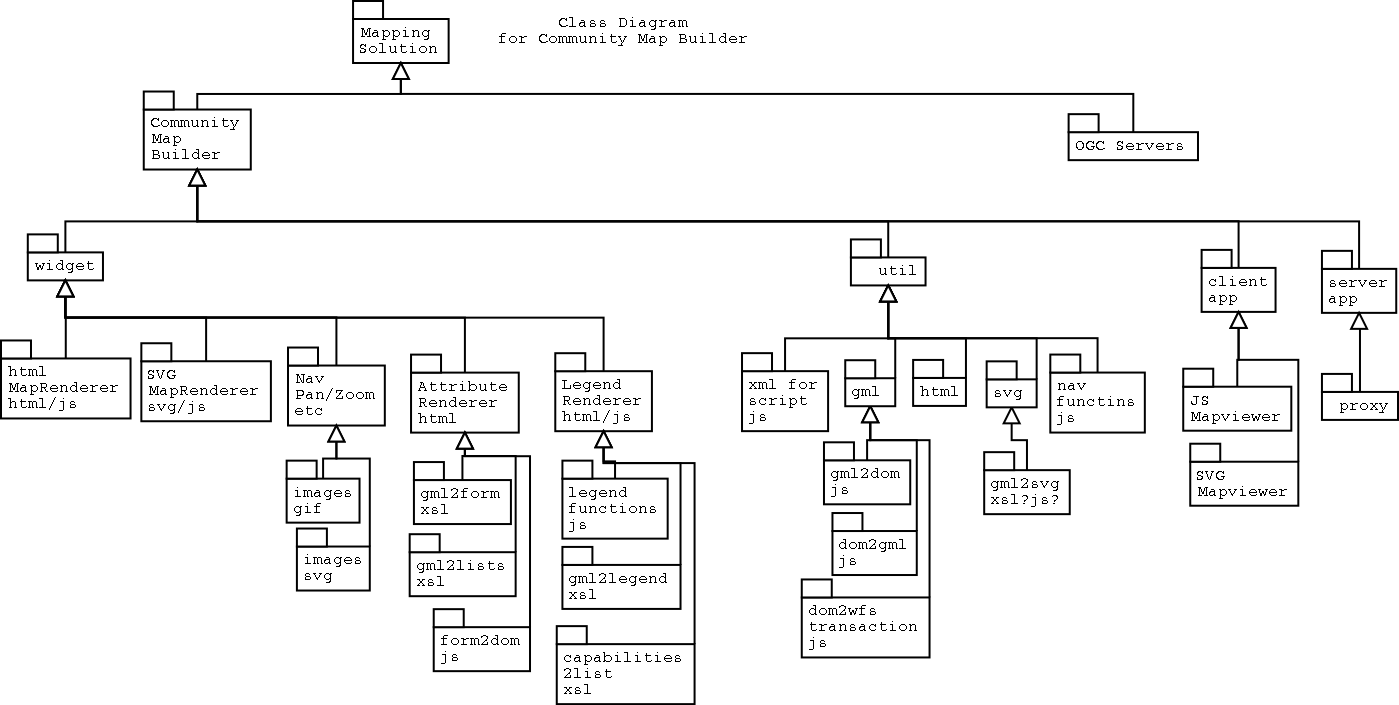 Class Diagram
for Community Map Builder
Mapping
Solution
Community
Map
Builder
OGC Servers
widget
util
client
app
server
app
html
MapRenderer
html/js
SVG
MapRenderer
svg/js
Nav
Pan/Zoom
etc
Attribute
Renderer
html
Legend
Renderer
html/js
xml for
script
js
gml
html
svg
nav
functins
js
JS
Mapviewer
proxy
images
gif
gml2form
xsl
legend
functions
js
gml2dom
js
gml2svg
xsl?js?
SVG
Mapviewer
images
svg
gml2lists
xsl
gml2legend
xsl
dom2gml
js
form2dom
js
capabilities
2list
xsl
dom2wfs
transaction
js